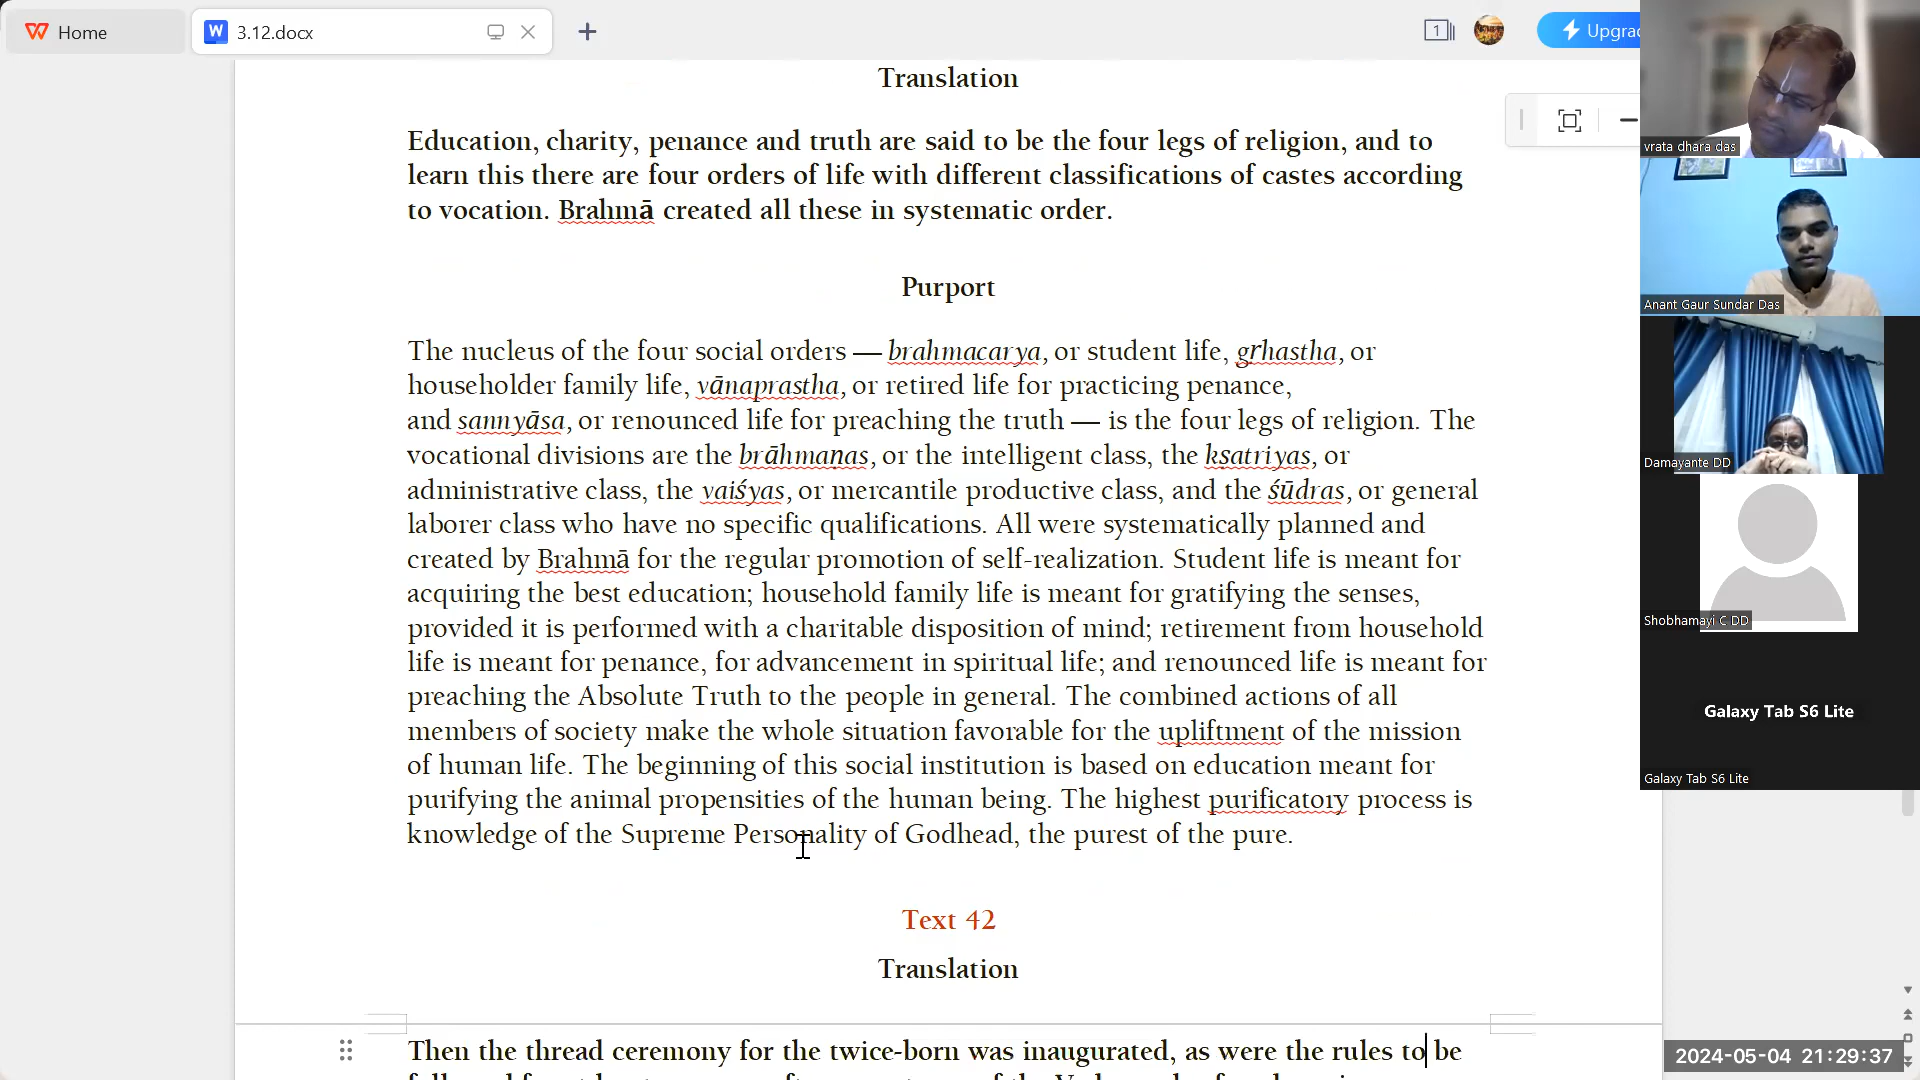 Home
3.12.docx
1
Upgrad
Translation
Education, charity, penance and truth are said to be the four legs of religion, and to
learn this there are four orders of life with different classifications of castes according
to vocation. Brahmā created all these in systematic order.
Purport
The nucleus of the four social orders — brahmacarya, or student life, gṛhastha, or
householder family life, vānaprastha, or retired life for practicing penance,
and sannyāsa, or renounced life for preaching the truth — is the four legs of religion. The
vocational divisions are the brāhmaṇas, or the intelligent class, the kṣatriyas, or
administrative class, the vaiśyas, or mercantile productive class, and the śūdras, or general
laborer class who have no specific qualifications. All were systematically planned and
created by Brahmā for the regular promotion of self-realization. Student life is meant for
acquiring the best education; household family life is meant for gratifying the senses,
provided it is performed with a charitable disposition of mind; retirement from household
life is meant for penance, for advancement in spiritual life; and renounced life is meant for
preaching the Absolute Truth to the people in general. The combined actions of all
members of society make the whole situation favorable for the upliftment of the mission
of human life. The beginning of this social institution is based on education meant for
purifying the animal propensities of the human being. The highest purificatory process is
knowledge of the Supreme Personality of Godhead, the purest of the pure.
Text 42
Translation
Then the thread ceremony for the twice-born was inaugurated, as were the rules to be
vrata dhara das
Anant Gaur Sundar Das
Damayante DD
Shobhamayi C DD
Galaxy Tab S6 Lite
Galaxy Tab S6 Lite
2024-05-04 21:29:37